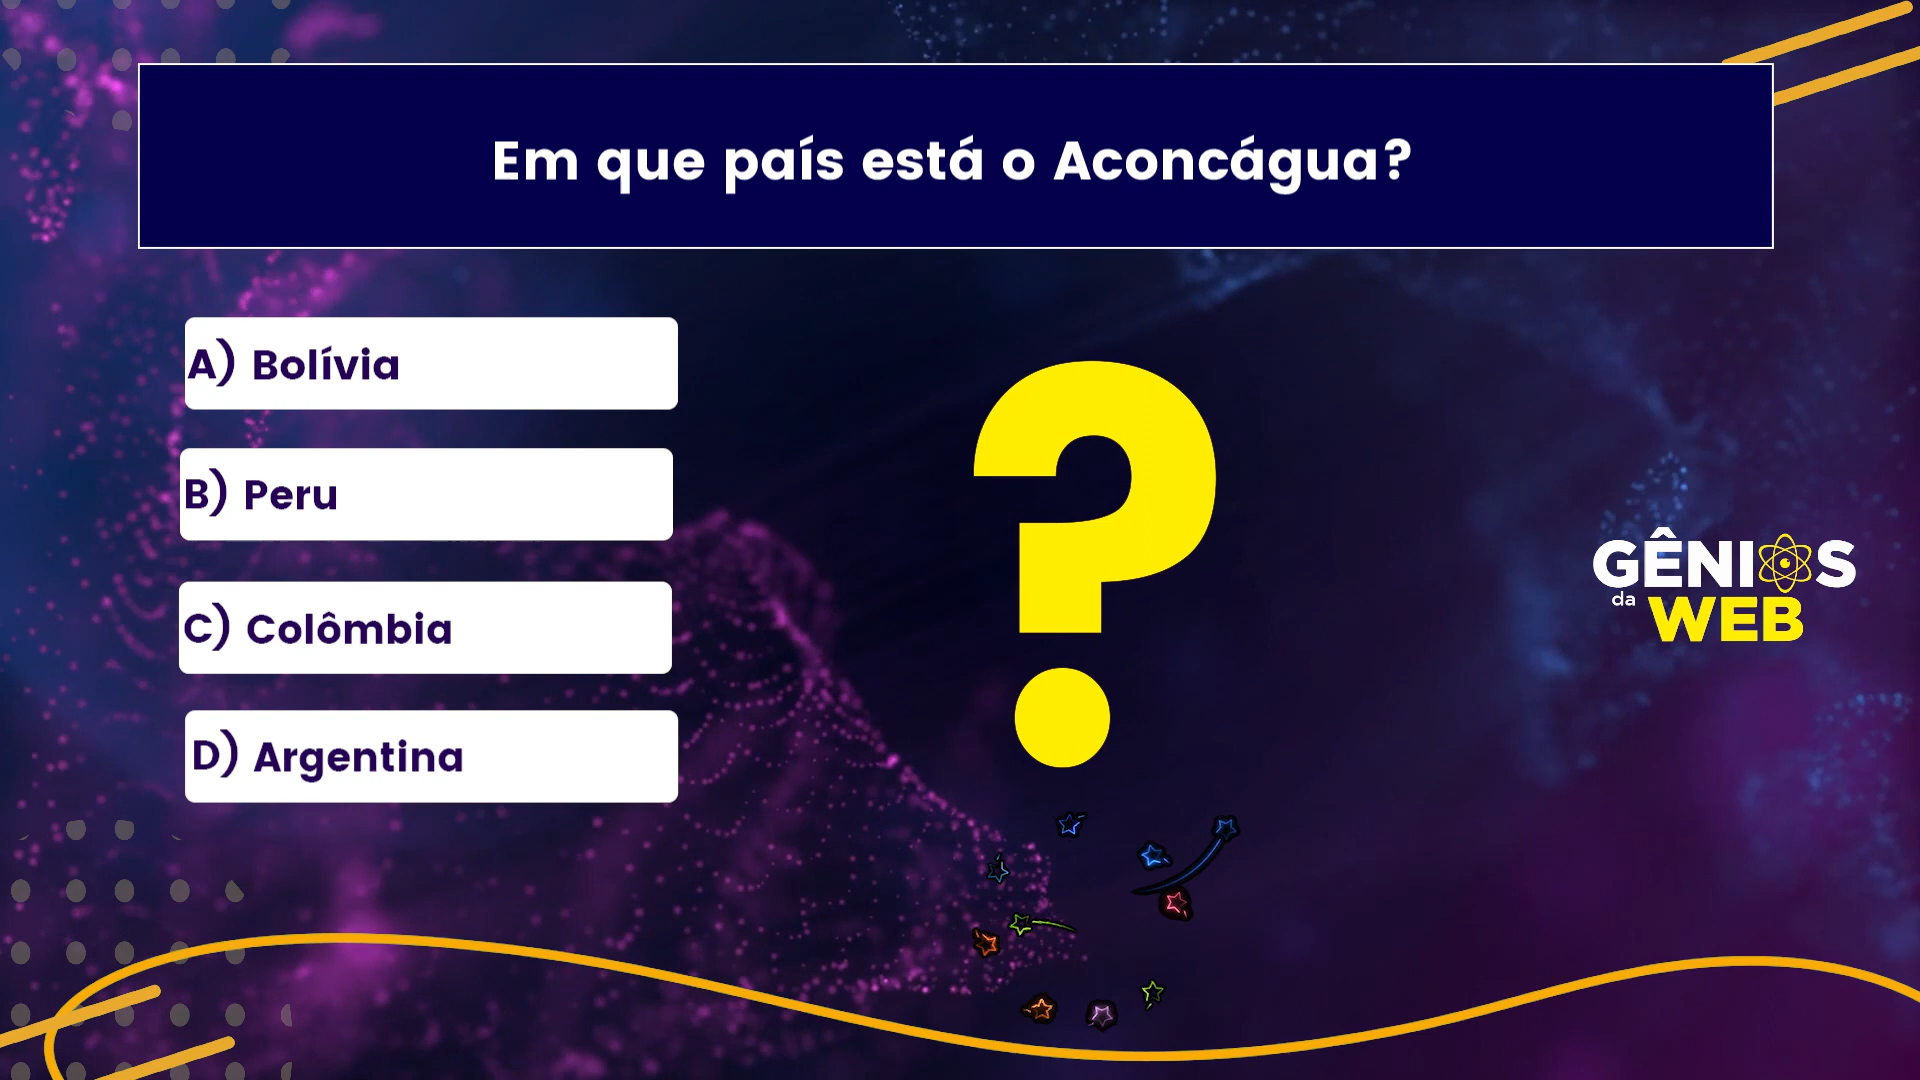 Em que país está o Aconcágua?
A) Bolívia
B) Peru
C) Colômbia
D) Argentina
?
GÊNIOS
da WEB